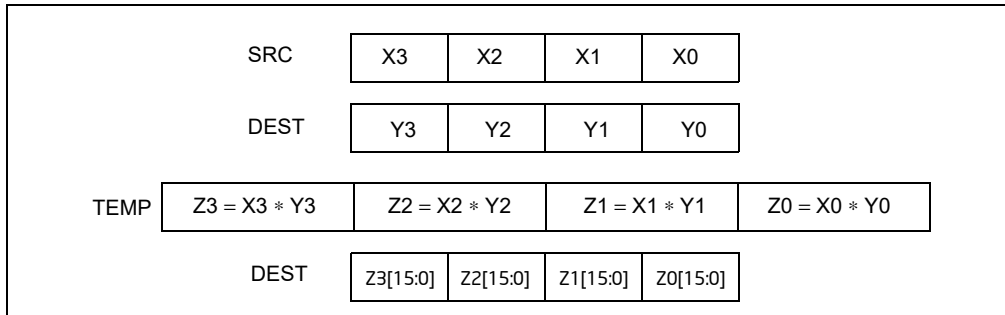 SRC X3 X2 X1 X0
DEST Y3 Y2 Y1 Y0
TEMP Z3 = X3 ∗ Y3 Z2 = X2 ∗ Y2 Z1 = X1 ∗ Y1 Z0 = X0 ∗ Y0
DEST Z3[15:0] Z2[15:0] Z1[15:0] Z0[15:0]